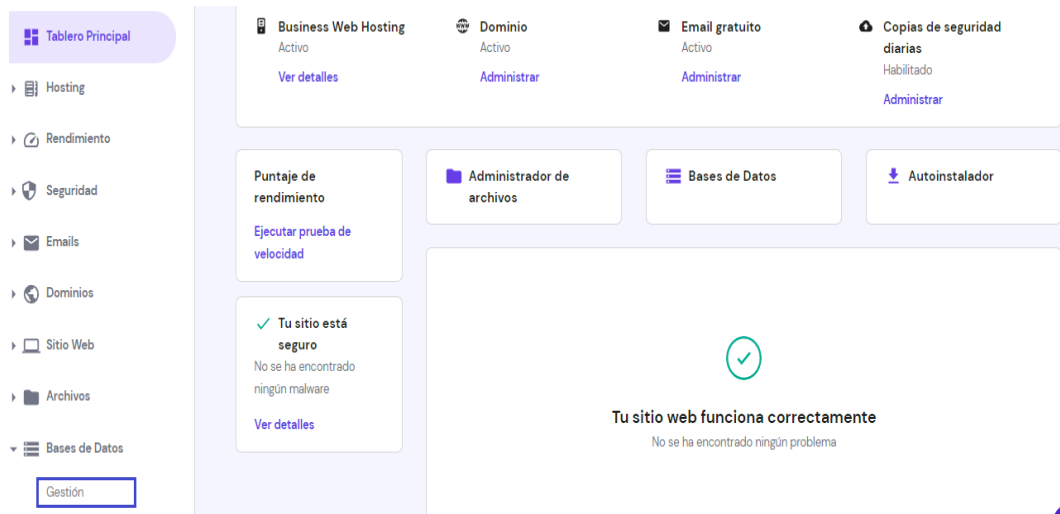 Tablero Principal
Hosting
Rendimiento
Seguridad
Emails
Dominios
Sitio Web
Archivos
Bases de Datos
Gestión
Business Web Hosting
Activo
Ver detalles
Dominio
Activo
Administrar
Email gratuito
Activo
Administrar
Copias de seguridad
diarias
Habilitado
Administrar
Puntaje de
rendimiento
Ejecutar prueba de
velocidad
Administrador de
archivos
Bases de Datos
Autoinstalador
Tu sitio está
seguro
No se ha encontrado
ningún malware
Ver detalles
Tu sitio web funciona correctamente
No se ha encontrado ningún problema